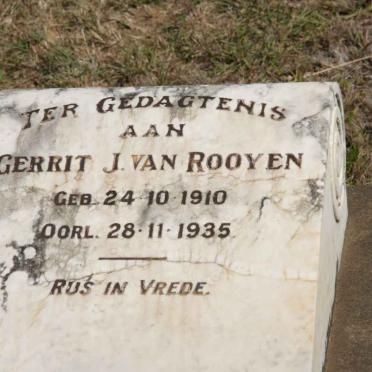 TER GEDAGTENIS
AAN
GERRIT J. VAN ROOYEN
GEB. 24·10·1910
OORL. 28·11·1935.
RUS IN VREDE.